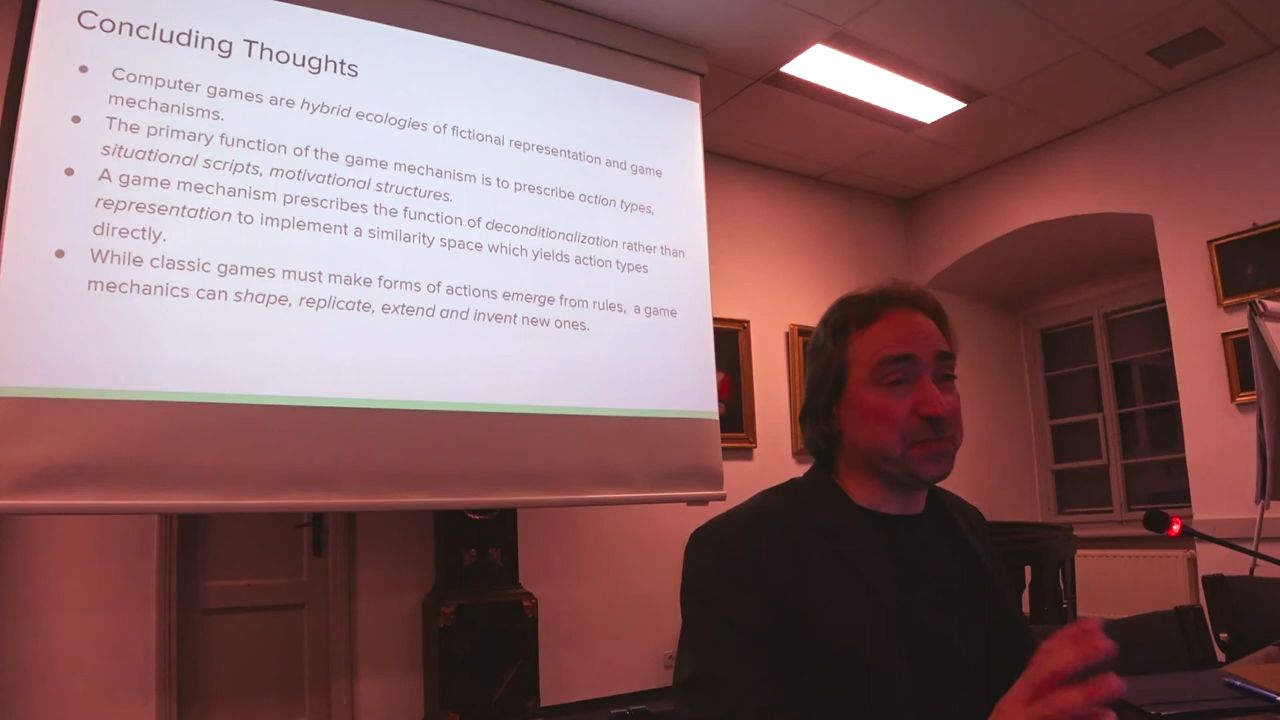 Concluding Thoughts
Computer games are hybrid ecologies of fictional representation and game
mechanisms.
The primary function of the game mechanism is to prescribe action types,
situational scripts, motivational structures.
A game mechanism prescribes the function of deconditionalization rather than
representation to implement a similarity space which yields action types
directly.
While classic games must make forms of actions emerge from rules, a game
mechanics can shape, replicate, extend and invent new ones.